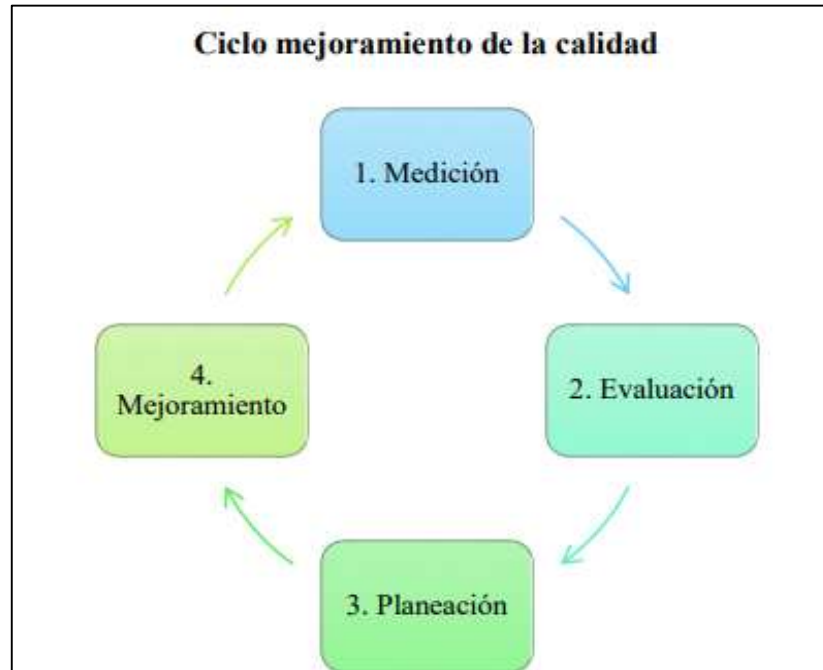 Ciclo mejoramiento de la calidad
1. Medición
2. Evaluación
3. Planeación
4.
Mejoramiento